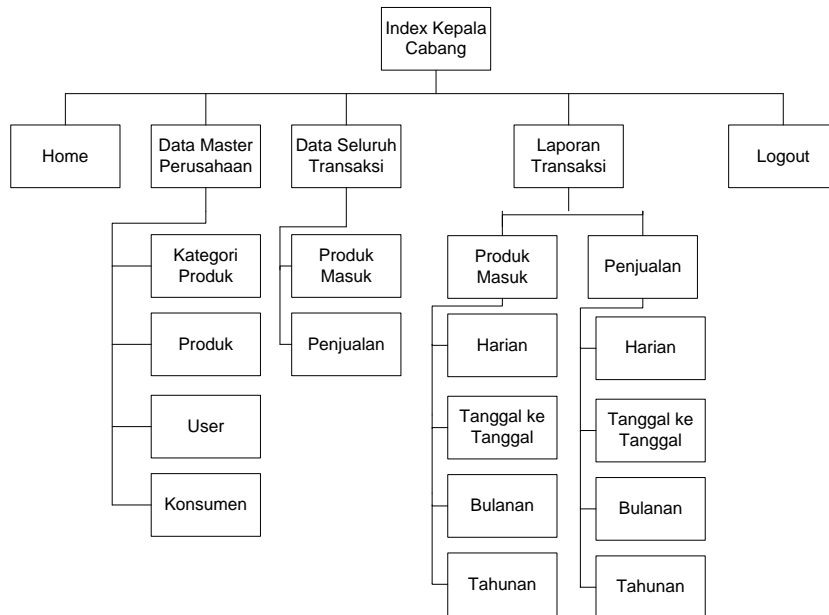 Index Kepala
Cabang
Home
Data Master
Perusahaan
Data Seluruh
Transaksi
Laporan
Transaksi
Logout
Kategori
Produk
Produk
User
Konsumen
Produk
Masuk
Penjualan
Produk
Masuk
Harian
Tanggal ke
Tanggal
Bulanan
Tahunan
Penjualan
Harian
Tanggal ke
Tanggal
Bulanan
Tahunan